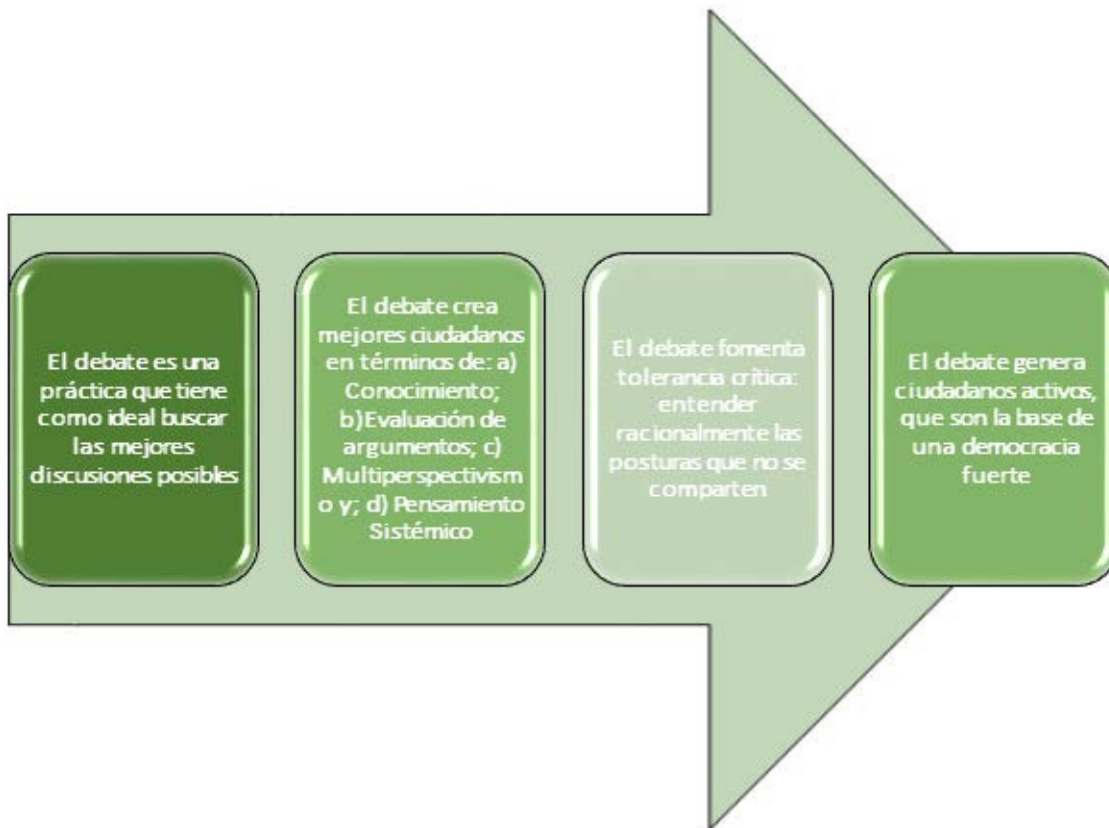 El debate es una
práctica que tiene
como ideal buscar
las mejores
discusiones posibles
El debate crea
mejores ciudadanos
en términos de: a)
Conocimiento;
b)Evaluación de
argumentos; c)
Multiperspectivism
o y; d) Pensamiento
Sistémico
El debate fomenta
tolerancia crítica:
entender
racionalmente las
posturas que no se
comparten
El debate genera
ciudadanos activos,
que son la base de
una democracia
fuerte